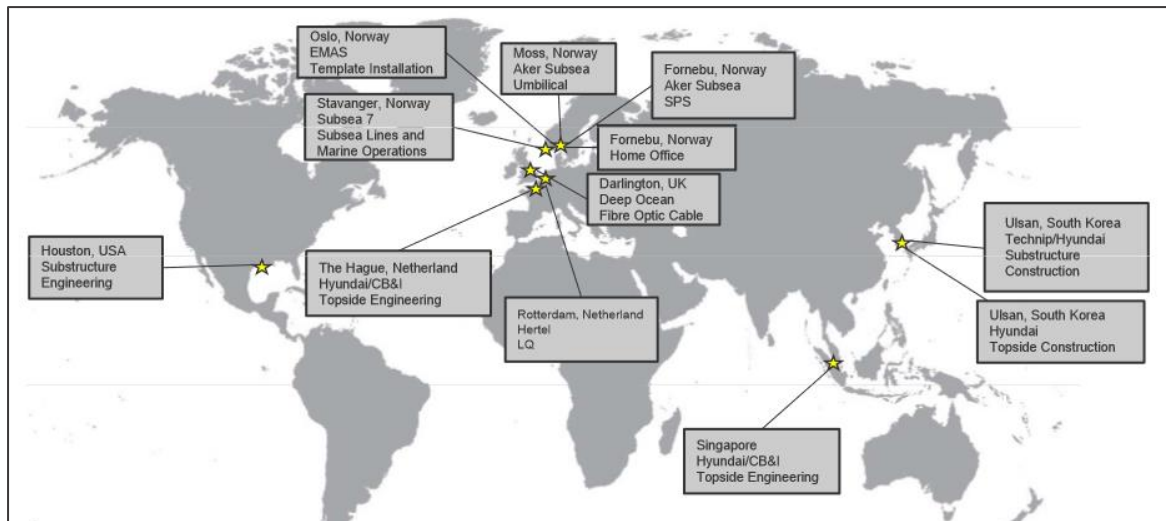 Oslo, Norway
EMAS
Template Installation
Moss, Norway
Aker Subsea
Umbilical
Fornebu, Norway
Aker Subsea
SPS
Stavanger, Norway
Subsea 7
Subsea Lines and
Marine Operations
Fornebu, Norway
Home Office
Darlington, UK
Deep Ocean
Fibre Optic Cable
Houston, USA
Substructure
Engineering
The Hague, Netherland
Hyundai/CB&I
Topside Engineering
Rotterdam, Netherland
Hertel
LQ
Ulsan, South Korea
Technip/Hyundai
Substructure
Construction
Ulsan, South Korea
Hyundai
Topside Construction
Singapore
Hyundai/CB&I
Topside Engineering